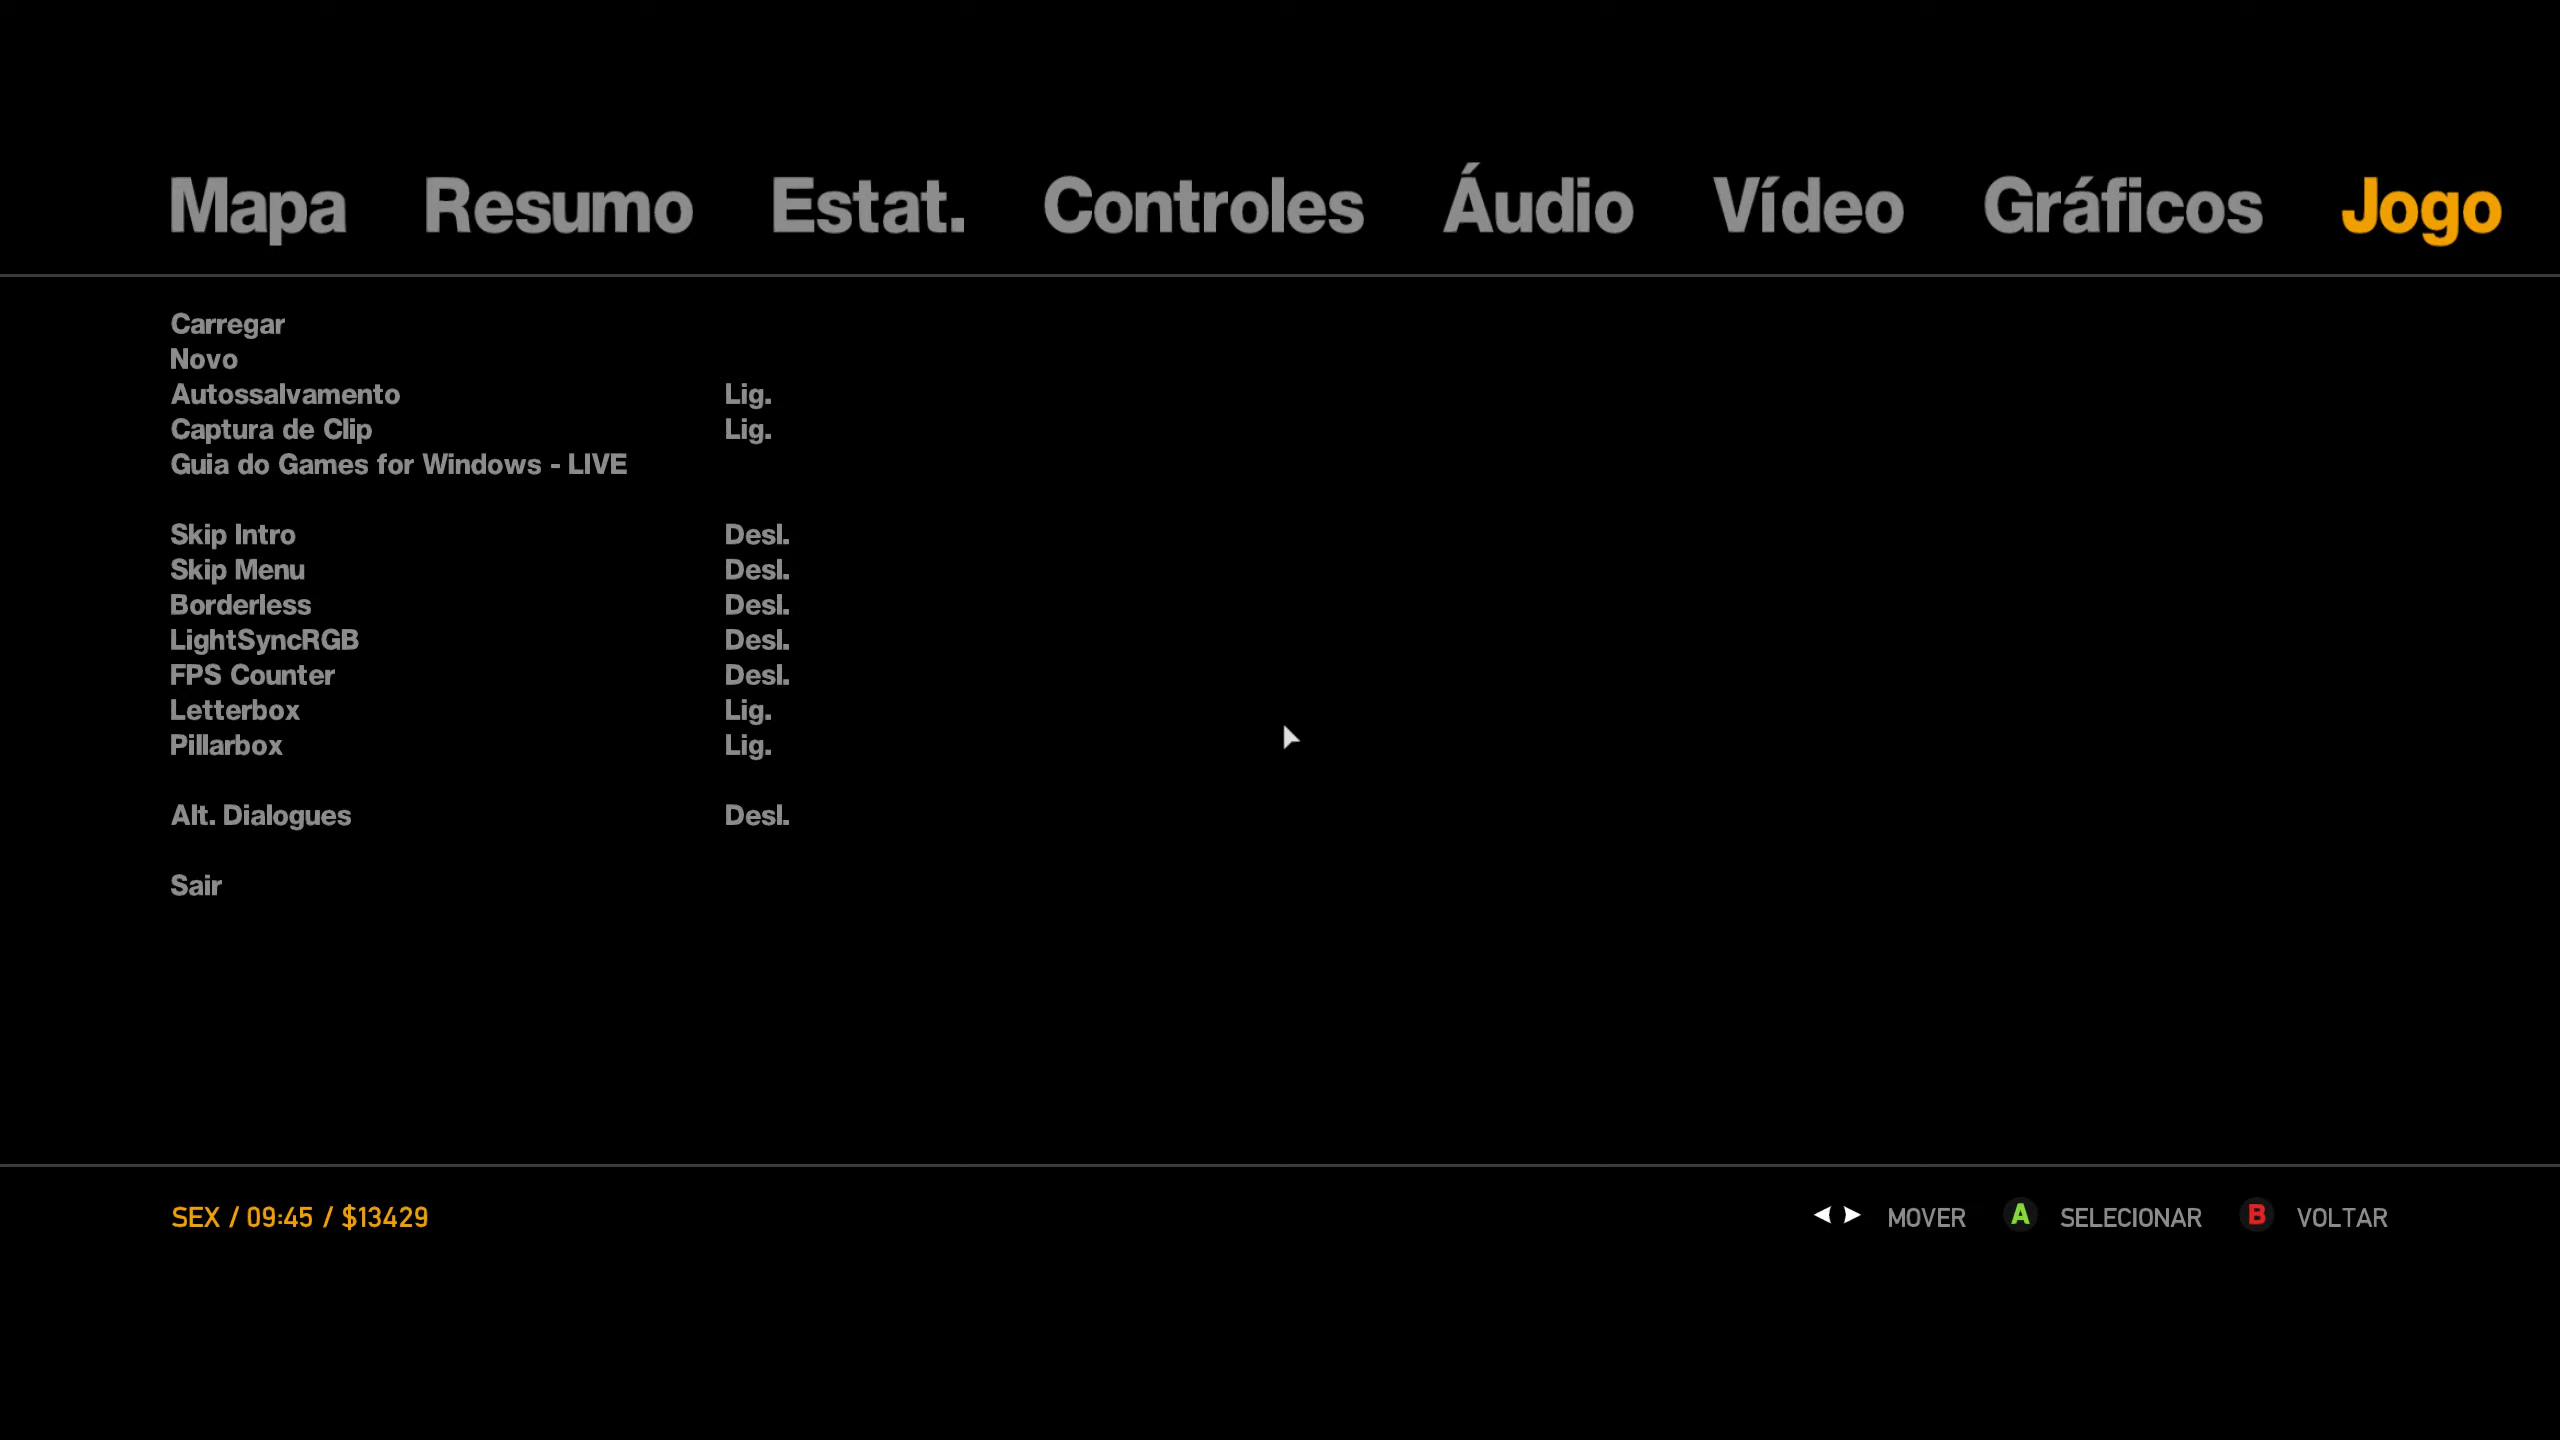 Mapa Resumo Estat. Controles Áudio Vídeo Gráficos Jogo
Carregar
Novo
Autossalvamento Lig.
Captura de Clip Lig.
Guia do Games for Windows - LIVE
Skip Intro Desl.
Skip Menu Desl.
Borderless Desl.
LightSyncRGB Desl.
FPS Counter Desl.
Letterbox Lig.
Pillarbox Lig.
Alt. Dialogues Desl.
Sair
SEX / 09:45 / $13429 MOVER A SELECIONAR B VOLTAR